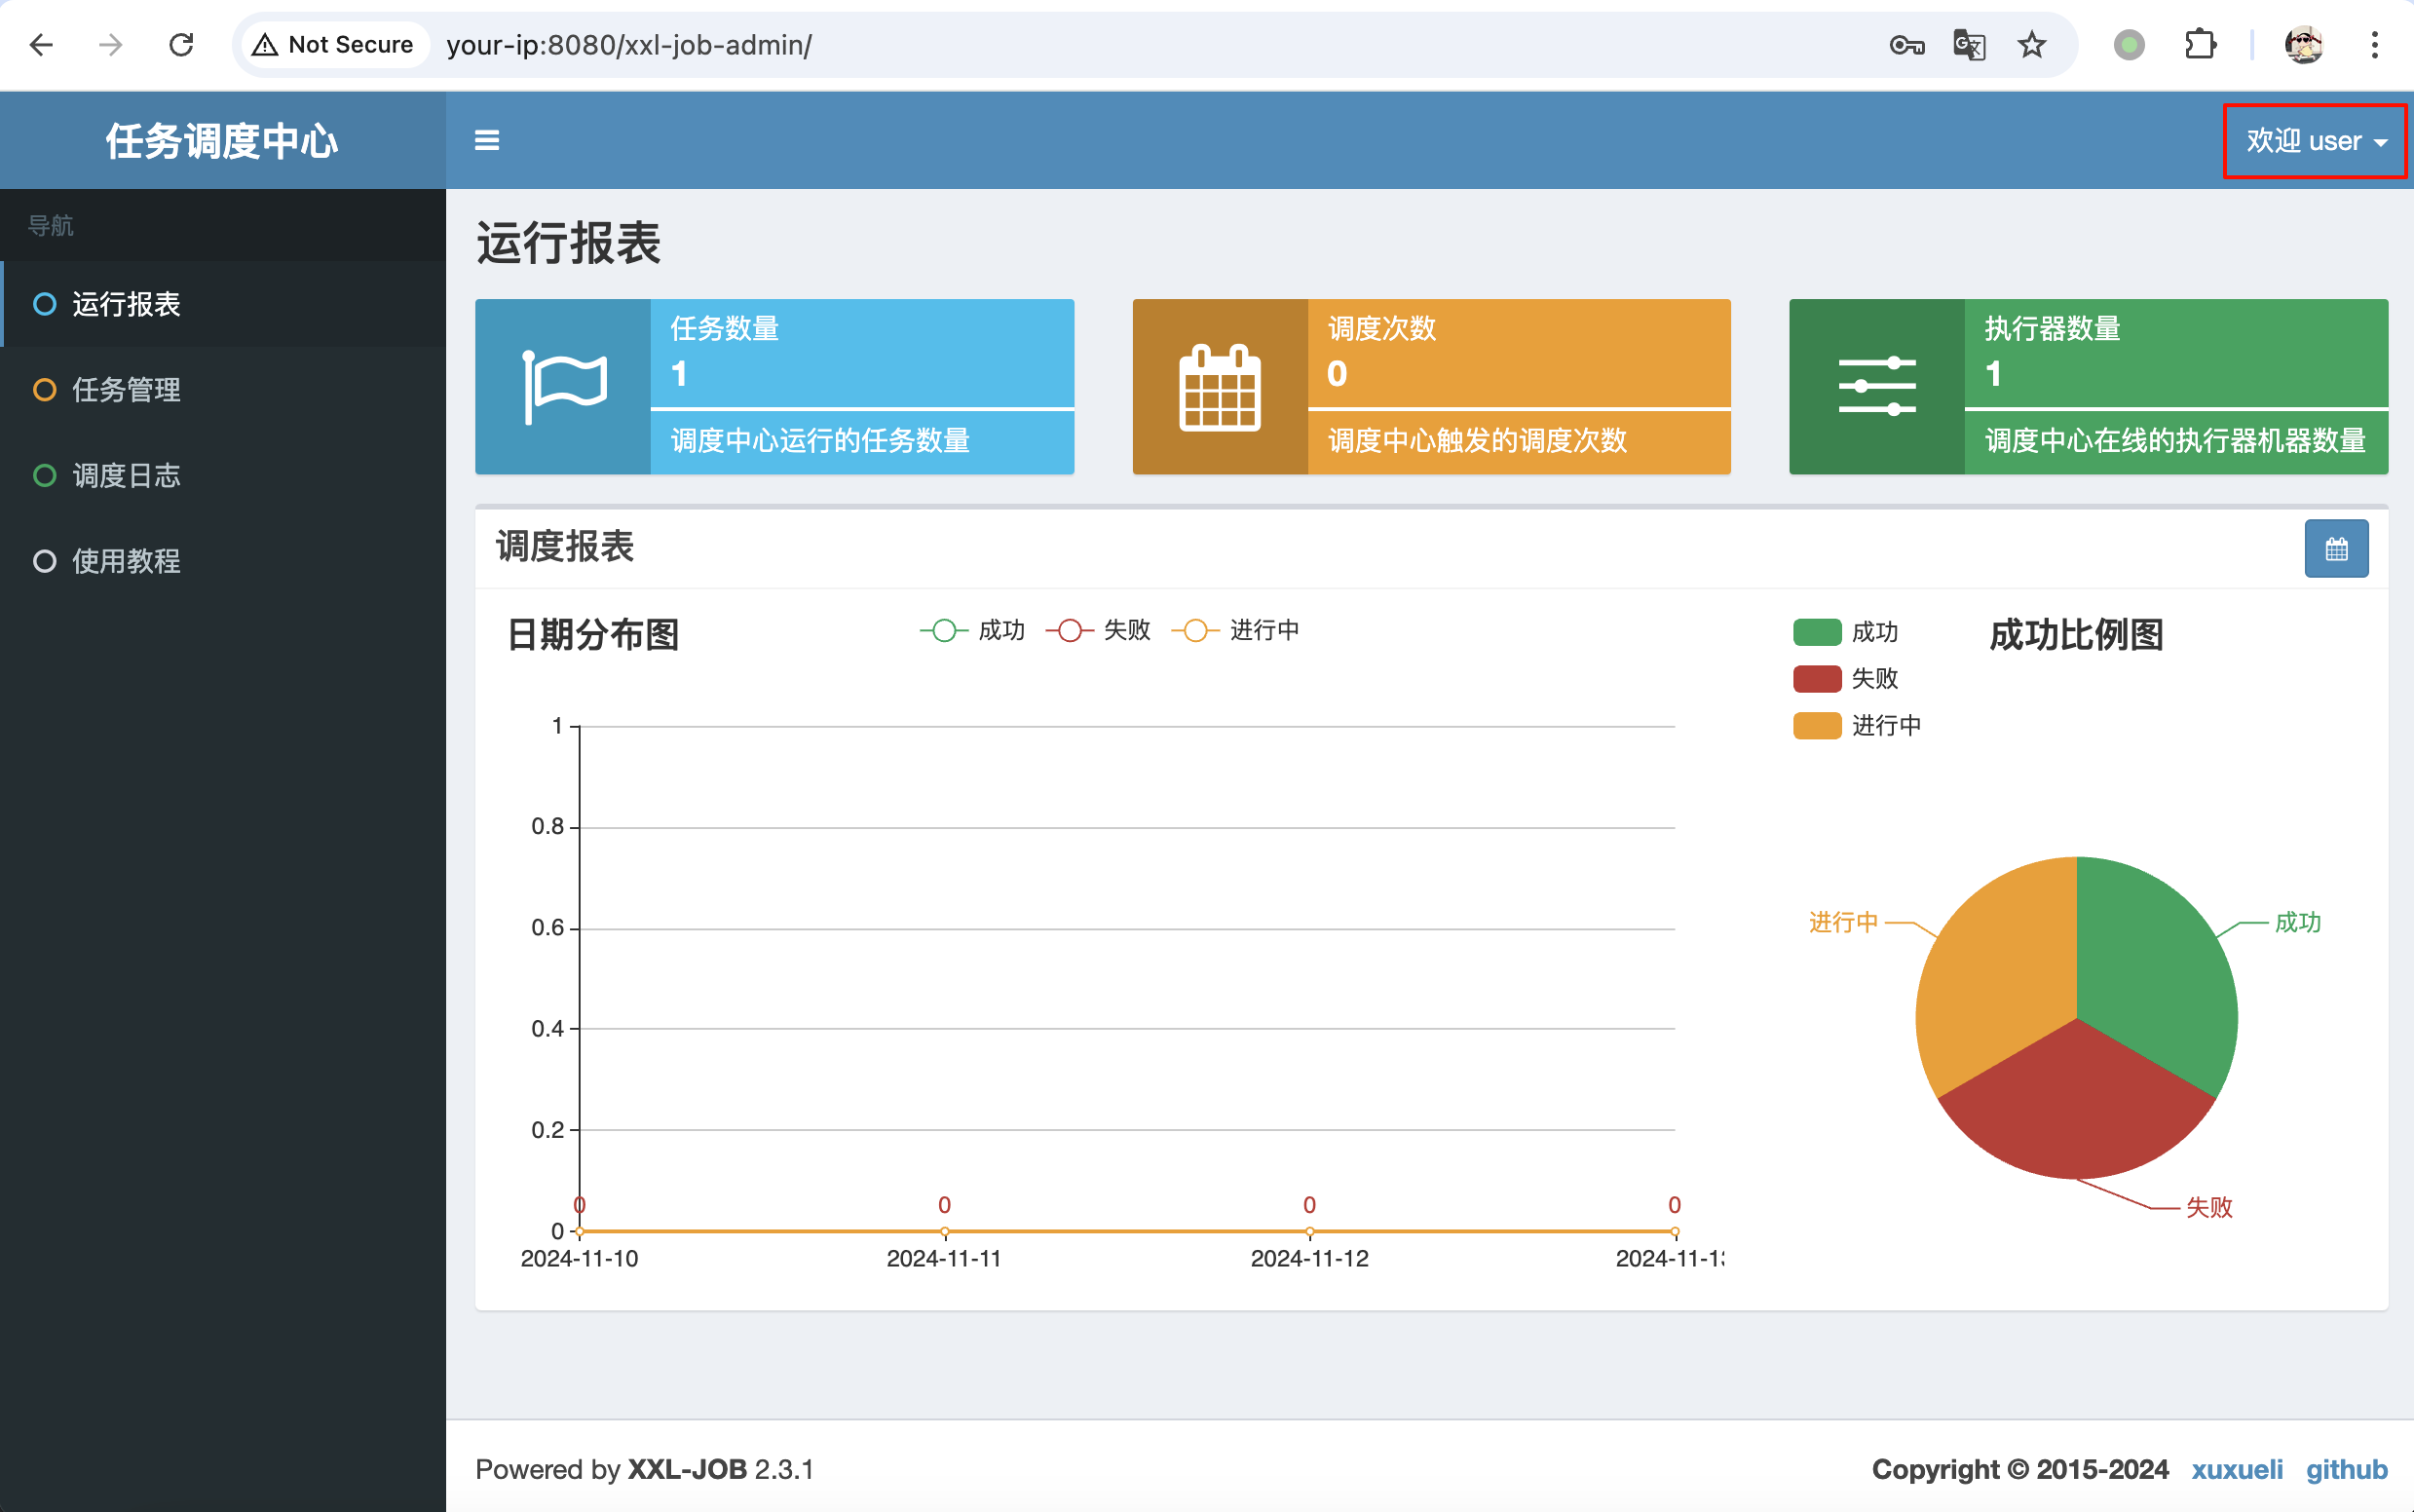 Not Secure your-ip:8080/xxl-job-admin/
任务调度中心
欢迎 user
导航
运行报表
任务管理
调度日志
使用教程
运行报表
任务数量
1
调度中心运行的任务数量
调度次数
0
调度中心触发的调度次数
执行器数量
1
调度中心在线的执行器机器数量
调度报表
日期分布图
成功 失败 进行中
1
0.8
0.6
0.4
0.2
0
0 0 0 0
2024-11-10 2024-11-11 2024-11-12 2024-11-1
成功
失败
进行中
成功比例图
进行中
成功
失败
Powered by XXL-JOB 2.3.1
Copyright © 2015-2024 xuxueli github